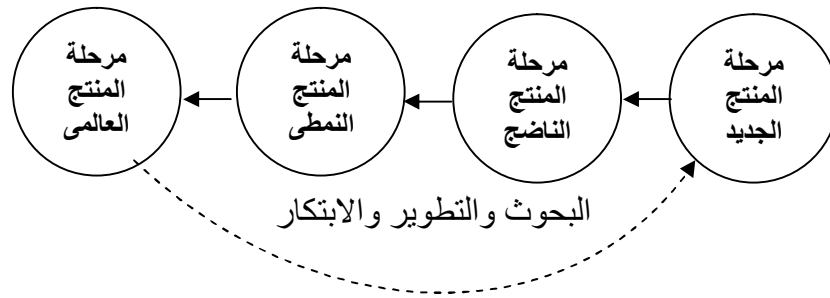 مرحلة
المنتج
الجديد
مرحلة
المنتج
الناضج
مرحلة
المنتج
النمطى
مرحلة
المنتج
العالمى
البحوث والتطوير والابتكار